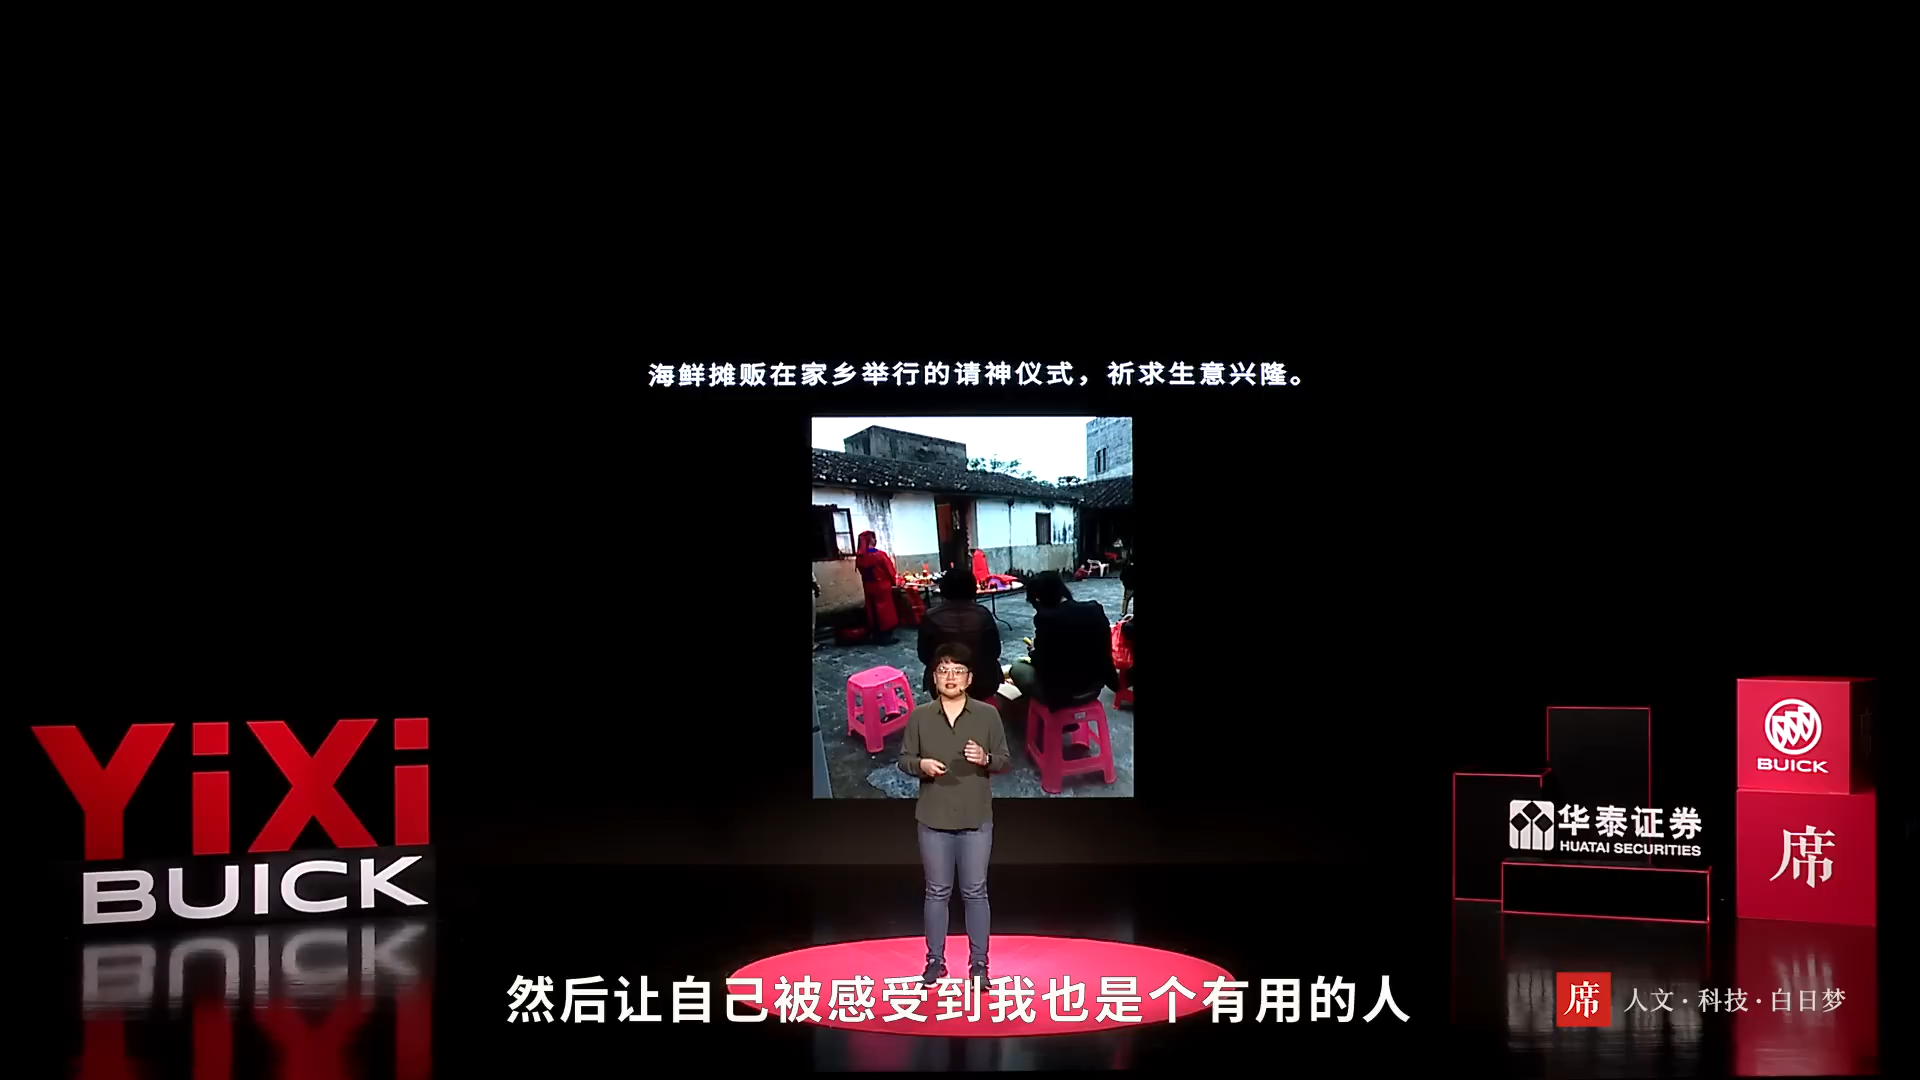 海鲜摊贩在家乡举行的请神仪式，祈求生意兴隆。
YiXi
BUICK
BUICK
华泰证券
HUATAI SECURITIES
席
然后让自己被感受到我也是个有用的人
席 人文·科技·白日梦